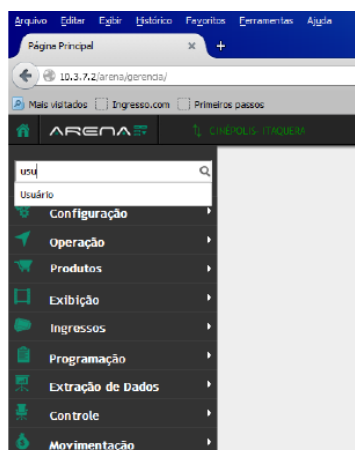 Arquivo Editar Exibir Histórico Favoritos Ferramentas Ajuda
Página Principal × +
10.3.7.2/arena/gerencia/
Mais visitados Ingresso.com Primeiros passos
ARENA CINÉPOLIS- ITAQUERA
usu
Usuário
Configuração
Operação
Produtos
Exibição
Ingressos
Programação
Extração de Dados
Controle
Movimentação